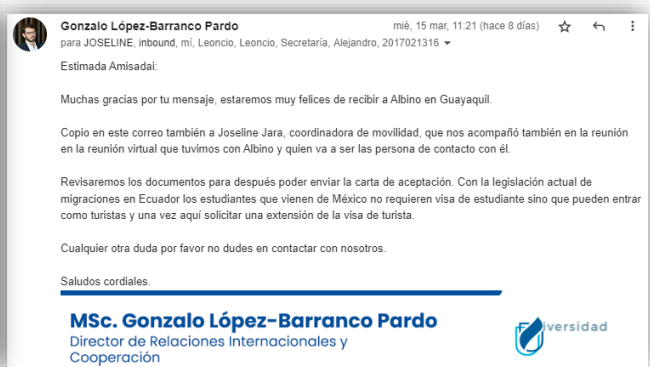 Gonzalo López-Barranco Pardo
mié, 15 mar, 11:21 (hace 8 días)
para JOSELINE, inbound, mí, Leoncio, Leoncio, Secretaría, Alejandro, 2017021316
Estimada Amisadai:
Muchas gracias por tu mensaje, estaremos muy felices de recibir a Albino en Guayaquil.
Copio en este correo también a Joseline Jara, coordinadora de movilidad, que nos acompañó también en la reunión
en la reunión virtual que tuvimos con Albino y quien va a ser las persona de contacto con él.
Revisaremos los documentos para después poder enviar la carta de aceptación. Con la legislación actual de
migraciones en Ecuador los estudiantes que vienen de México no requieren visa de estudiante sino que pueden entrar
como turistas y una vez aquí solicitar una extensión de la visa de turista.
Cualquier otra duda por favor no dudes en contactar con nosotros.
Saludos cordiales.
MSc. Gonzalo López-Barranco Pardo
Director de Relaciones Internacionales y
Cooperación
iversidad